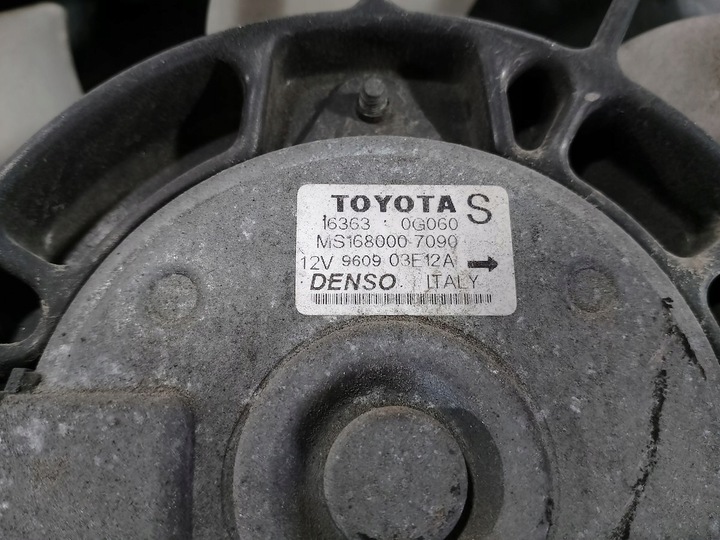 TOYOTA S
16363 0G060
MS168000-7090
12V 9609 03E12A →
DENSO ITALY